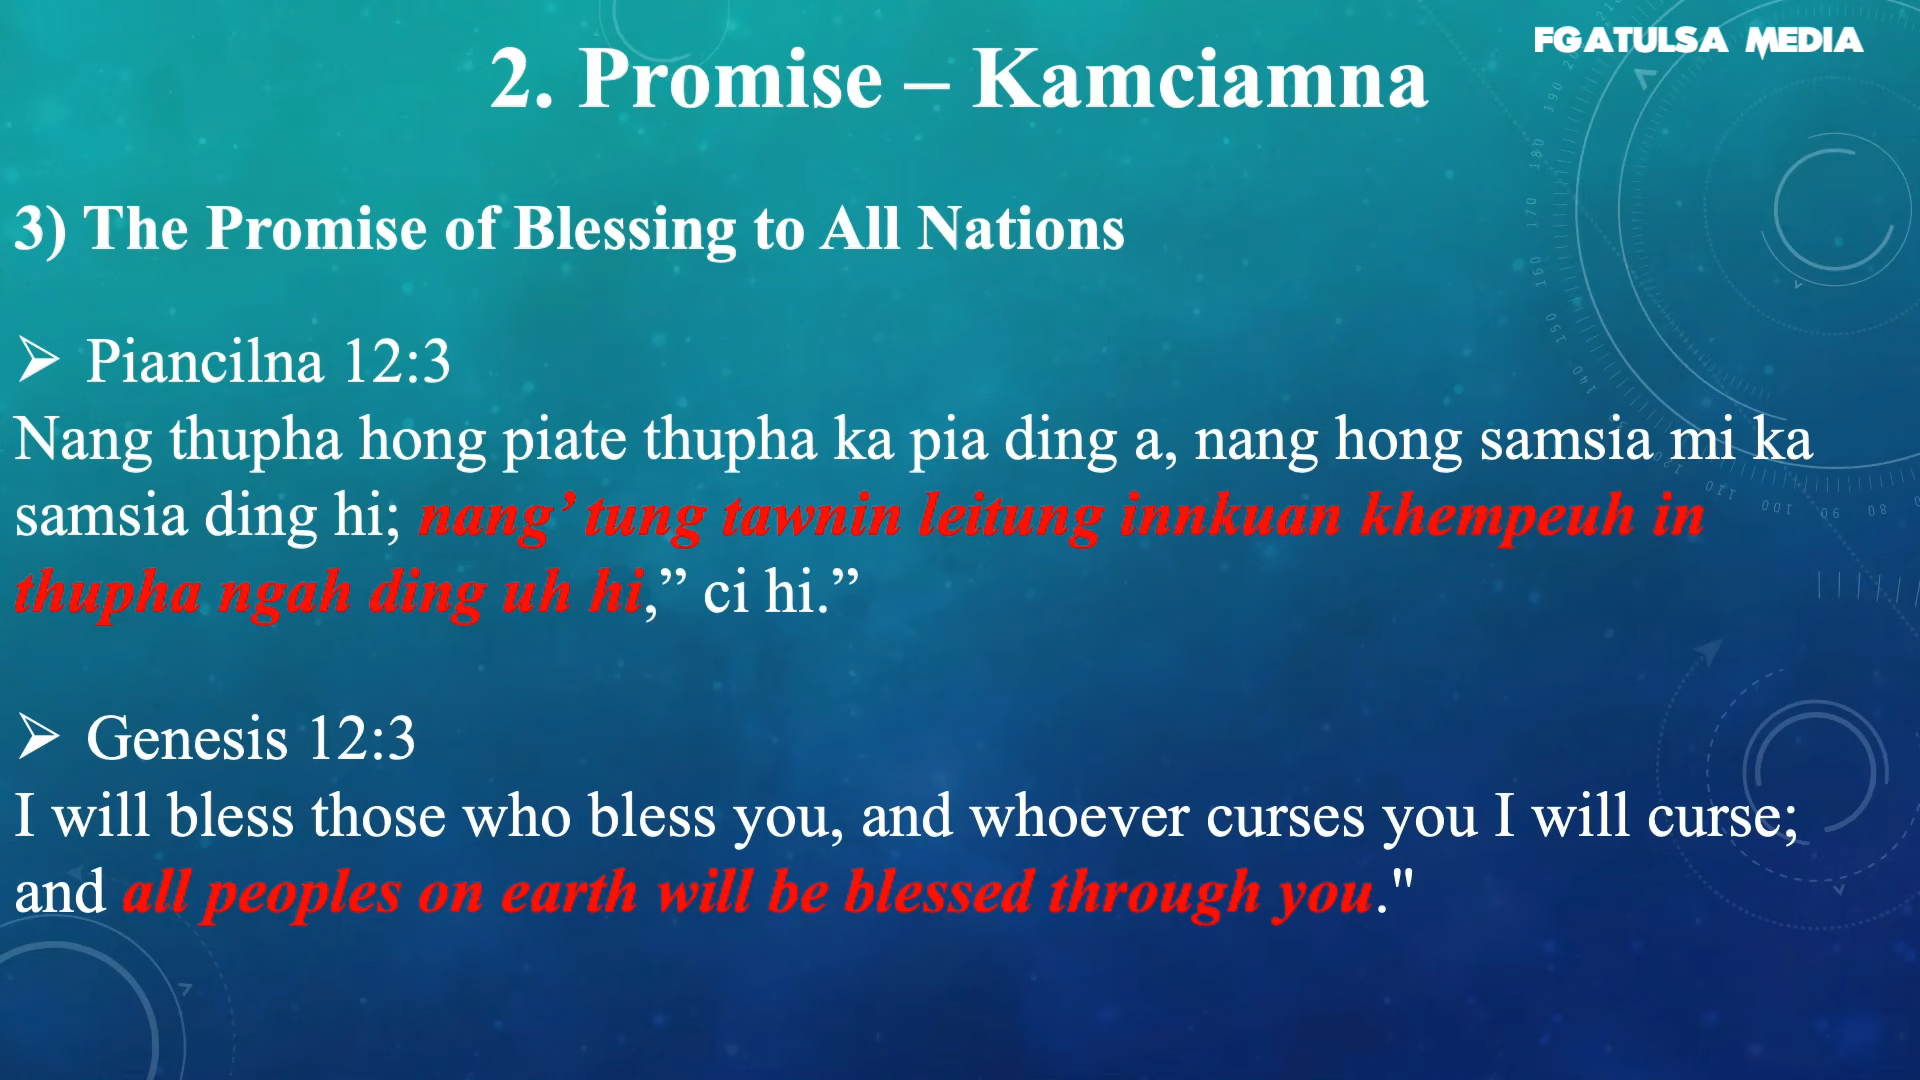 FGATULSA MEDIA
2. Promise – Kamciamna
3) The Promise of Blessing to All Nations
➢ Piancilna 12:3
Nang thupha hong piate thupha ka pia ding a, nang hong samsia mi ka
samsia ding hi; nang’ tung tawnin leitung innkuan khempeuh in
thupha ngah ding uh hi,” ci hi.”
➢ Genesis 12:3
I will bless those who bless you, and whoever curses you I will curse;
and all peoples on earth will be blessed through you."